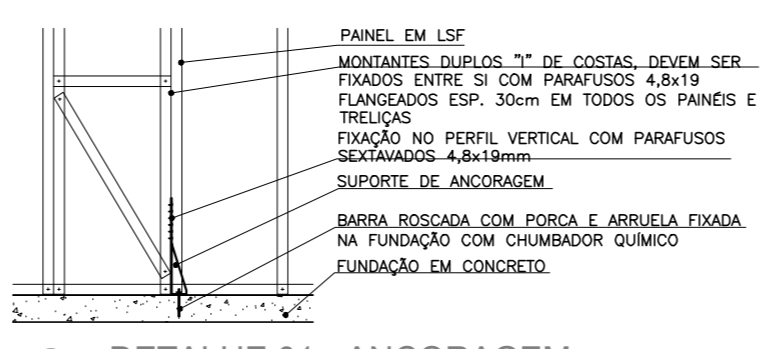 PAINEL EM LSF
MONTANTES DUPLOS "I" DE COSTAS, DEVEM SER
FIXADOS ENTRE SI COM PARAFUSOS 4,8x19
FLANGEADOS ESP. 30cm EM TODOS OS PAINÉIS E
TRELIÇAS
FIXAÇÃO NO PERFIL VERTICAL COM PARAFUSOS
SEXTAVADOS 4,8x19mm
SUPORTE DE ANCORAGEM
BARRA ROSCADA COM PORCA E ARRUELA FIXADA
NA FUNDAÇÃO COM CHUMBADOR QUÍMICO
FUNDAÇÃO EM CONCRETO